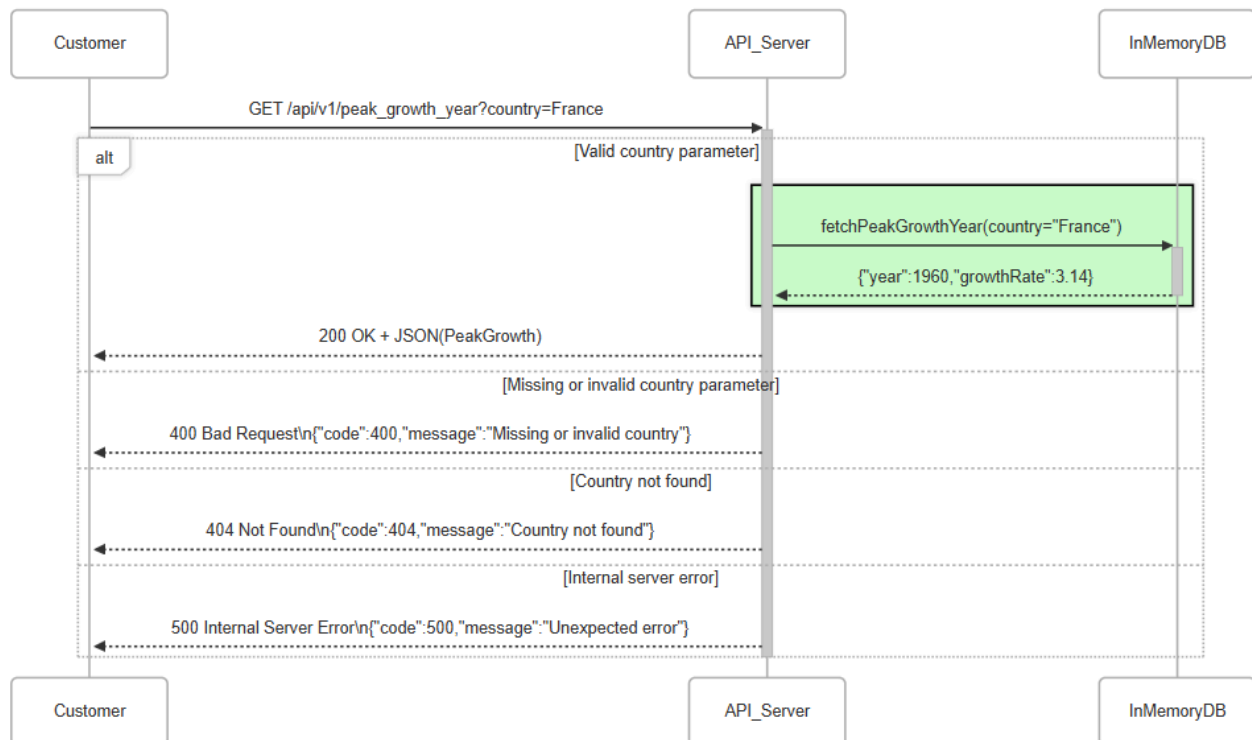 Customer
API_Server
InMemoryDB
GET /api/v1/peak_growth_year?country=France
alt
[Valid country parameter]
fetchPeakGrowthYear(country="France")
{"year":1960,"growthRate":3.14}
200 OK + JSON(PeakGrowth)
[Missing or invalid country parameter]
400 Bad Request\n{"code":400,"message":"Missing or invalid country"}
[Country not found]
404 Not Found\n{"code":404,"message":"Country not found"}
[Internal server error]
500 Internal Server Error\n{"code":500,"message":"Unexpected error"}
Customer
API_Server
InMemoryDB